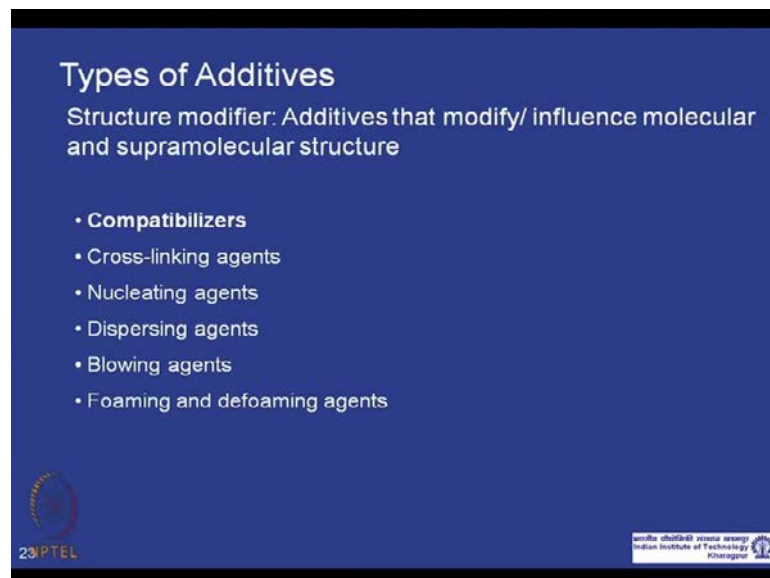 Types of Additives
Structure modifier: Additives that modify/ influence molecular
and supramolecular structure
• Compatibilizers
• Cross-linking agents
• Nucleating agents
• Dispersing agents
• Blowing agents
• Foaming and defoaming agents
23
NPTEL
Indian Institute of Technology
Kharagpur